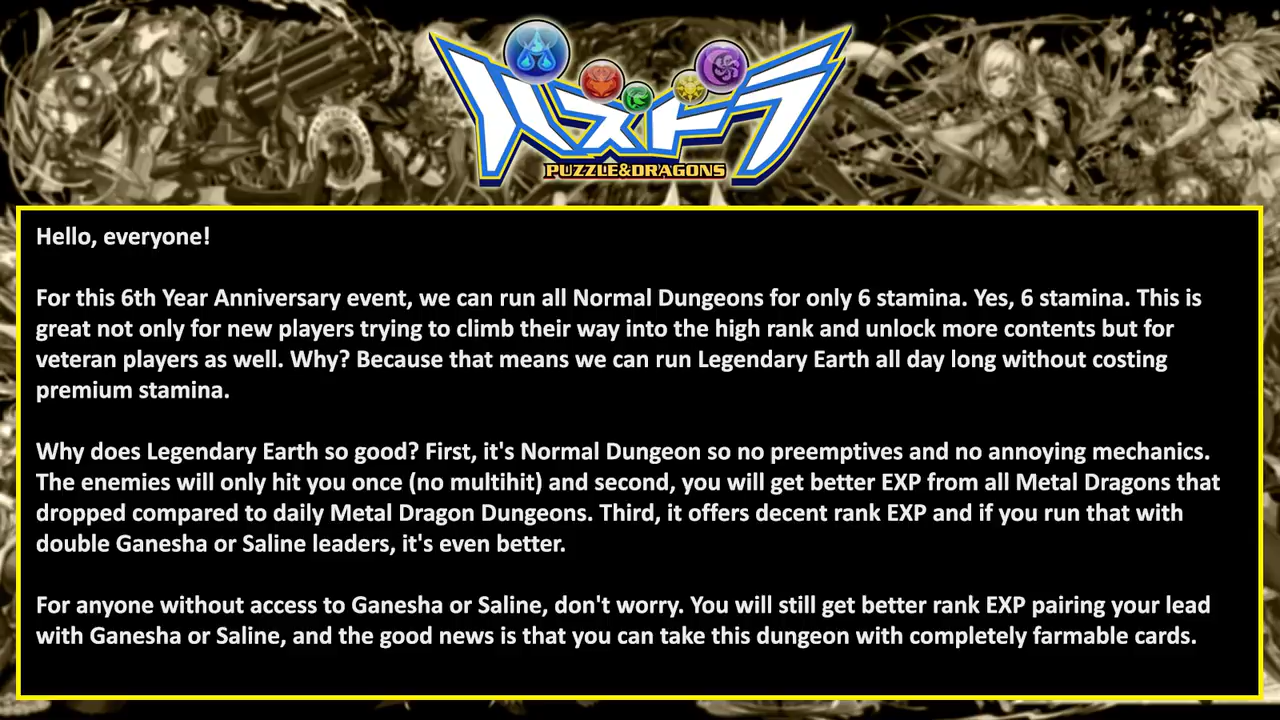 パズドラ
PUZZLE&DRAGONS
Hello, everyone!
For this 6th Year Anniversary event, we can run all Normal Dungeons for only 6 stamina. Yes, 6 stamina. This is
great not only for new players trying to climb their way into the high rank and unlock more contents but for
veteran players as well. Why? Because that means we can run Legendary Earth all day long without costing
premium stamina.
Why does Legendary Earth so good? First, it's Normal Dungeon so no preemptives and no annoying mechanics.
The enemies will only hit you once (no multihit) and second, you will get better EXP from all Metal Dragons that
dropped compared to daily Metal Dragon Dungeons. Third, it offers decent rank EXP and if you run that with
double Ganesha or Saline leaders, it's even better.
For anyone without access to Ganesha or Saline, don't worry. You will still get better rank EXP pairing your lead
with Ganesha or Saline, and the good news is that you can take this dungeon with completely farmable cards.